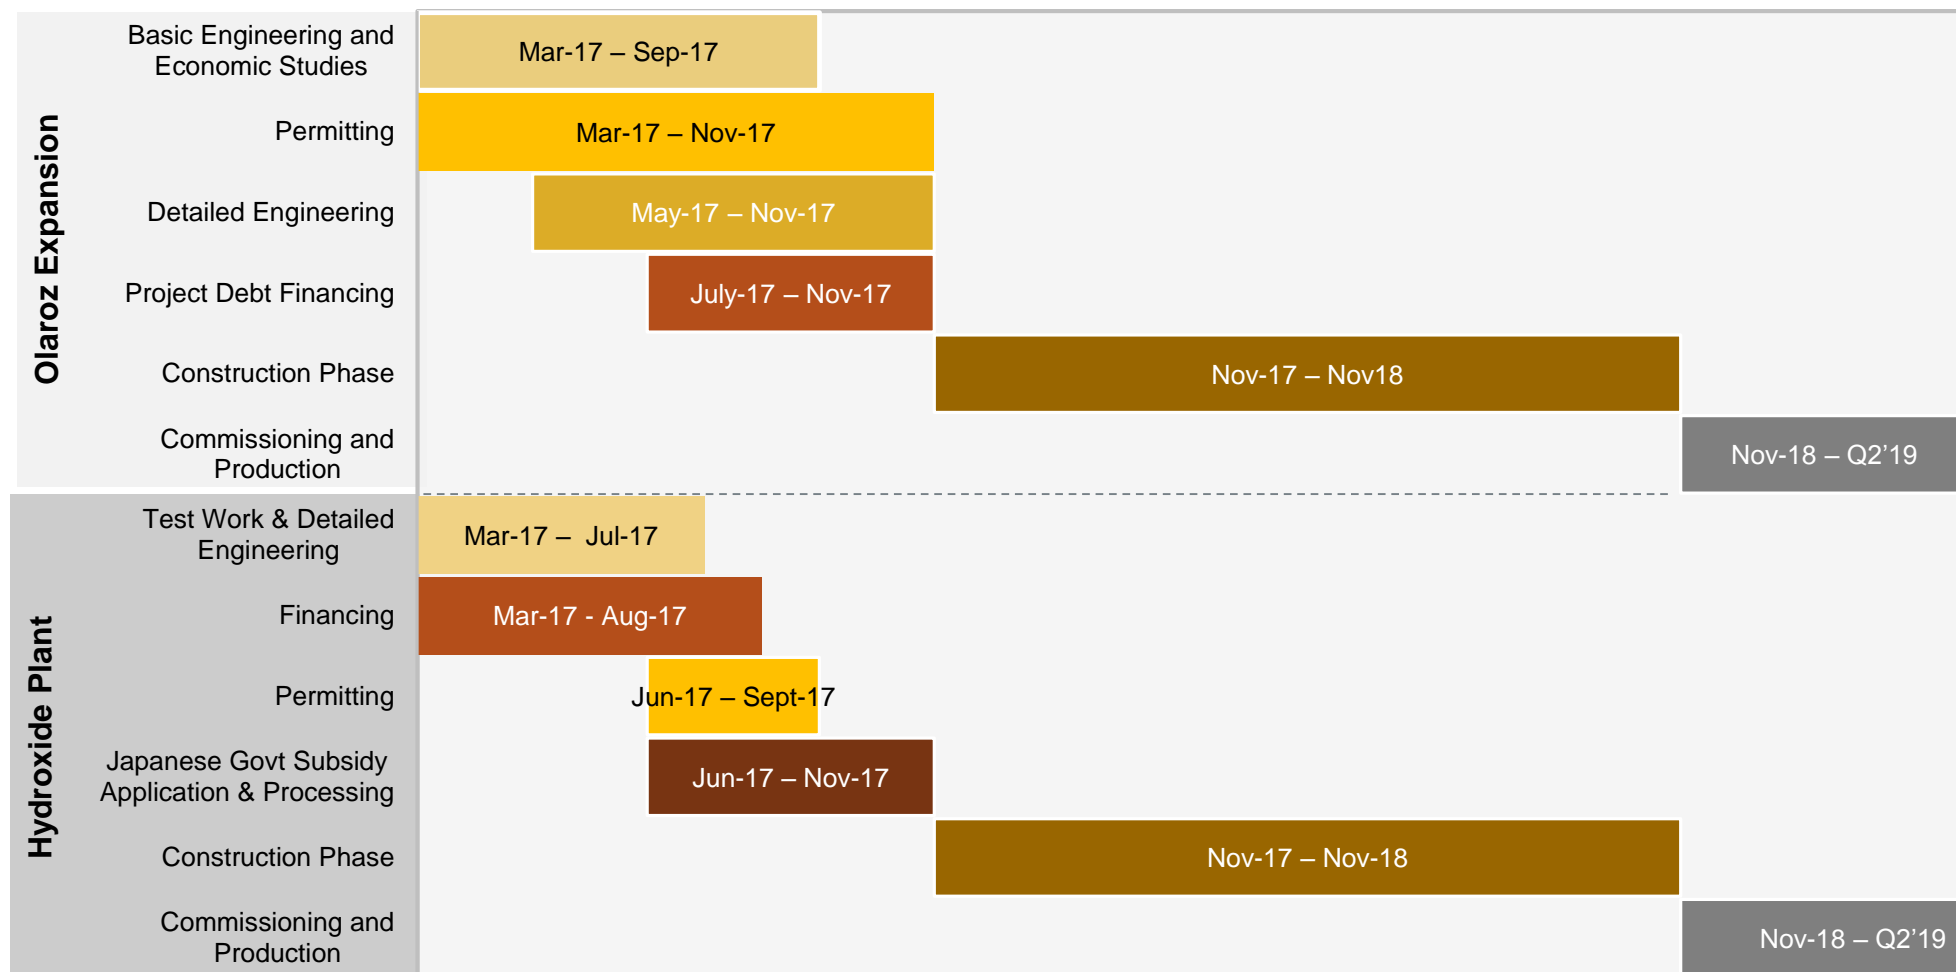 Olaroz Expansion
Basic Engineering and
Economic Studies
Mar-17 – Sep-17
Permitting
Mar-17 – Nov-17
Detailed Engineering
May-17 – Nov-17
Project Debt Financing
July-17 – Nov-17
Construction Phase
Nov-17 – Nov18
Commissioning and
Production
Nov-18 – Q2’19
Hydroxide Plant
Test Work & Detailed
Engineering
Mar-17 –  Jul-17
Financing
Mar-17 - Aug-17
Permitting
Jun-17 – Sept-17
Japanese Govt Subsidy
Application & Processing
Jun-17 – Nov-17
Construction Phase
Nov-17 – Nov-18
Commissioning and
Production
Nov-18 – Q2’19